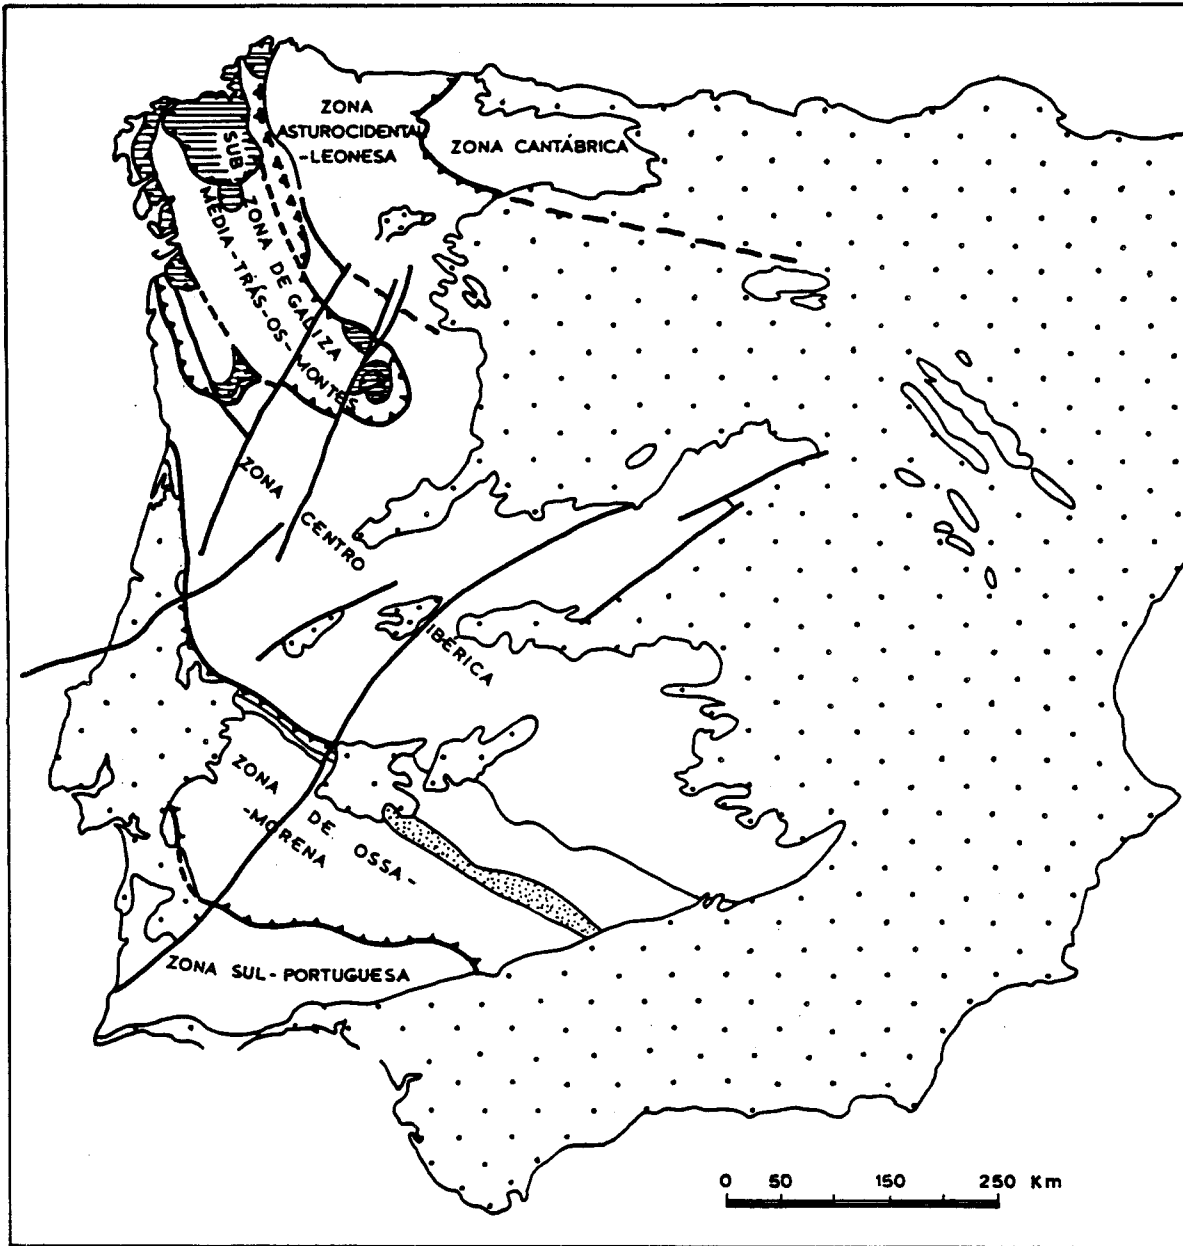 ZONA
ASTUROCIDENTAL
-LEONESA
ZONA CANTÁBRICA
SUB
ZONA DE GALIZA
MÉDIA-TRÁS-OS-MONTES
ZONA
CENTRO
IBÉRICA
ZONA
DE OSSA-
-MORENA
ZONA SUL-PORTUGUESA
0 50 150 250 Km